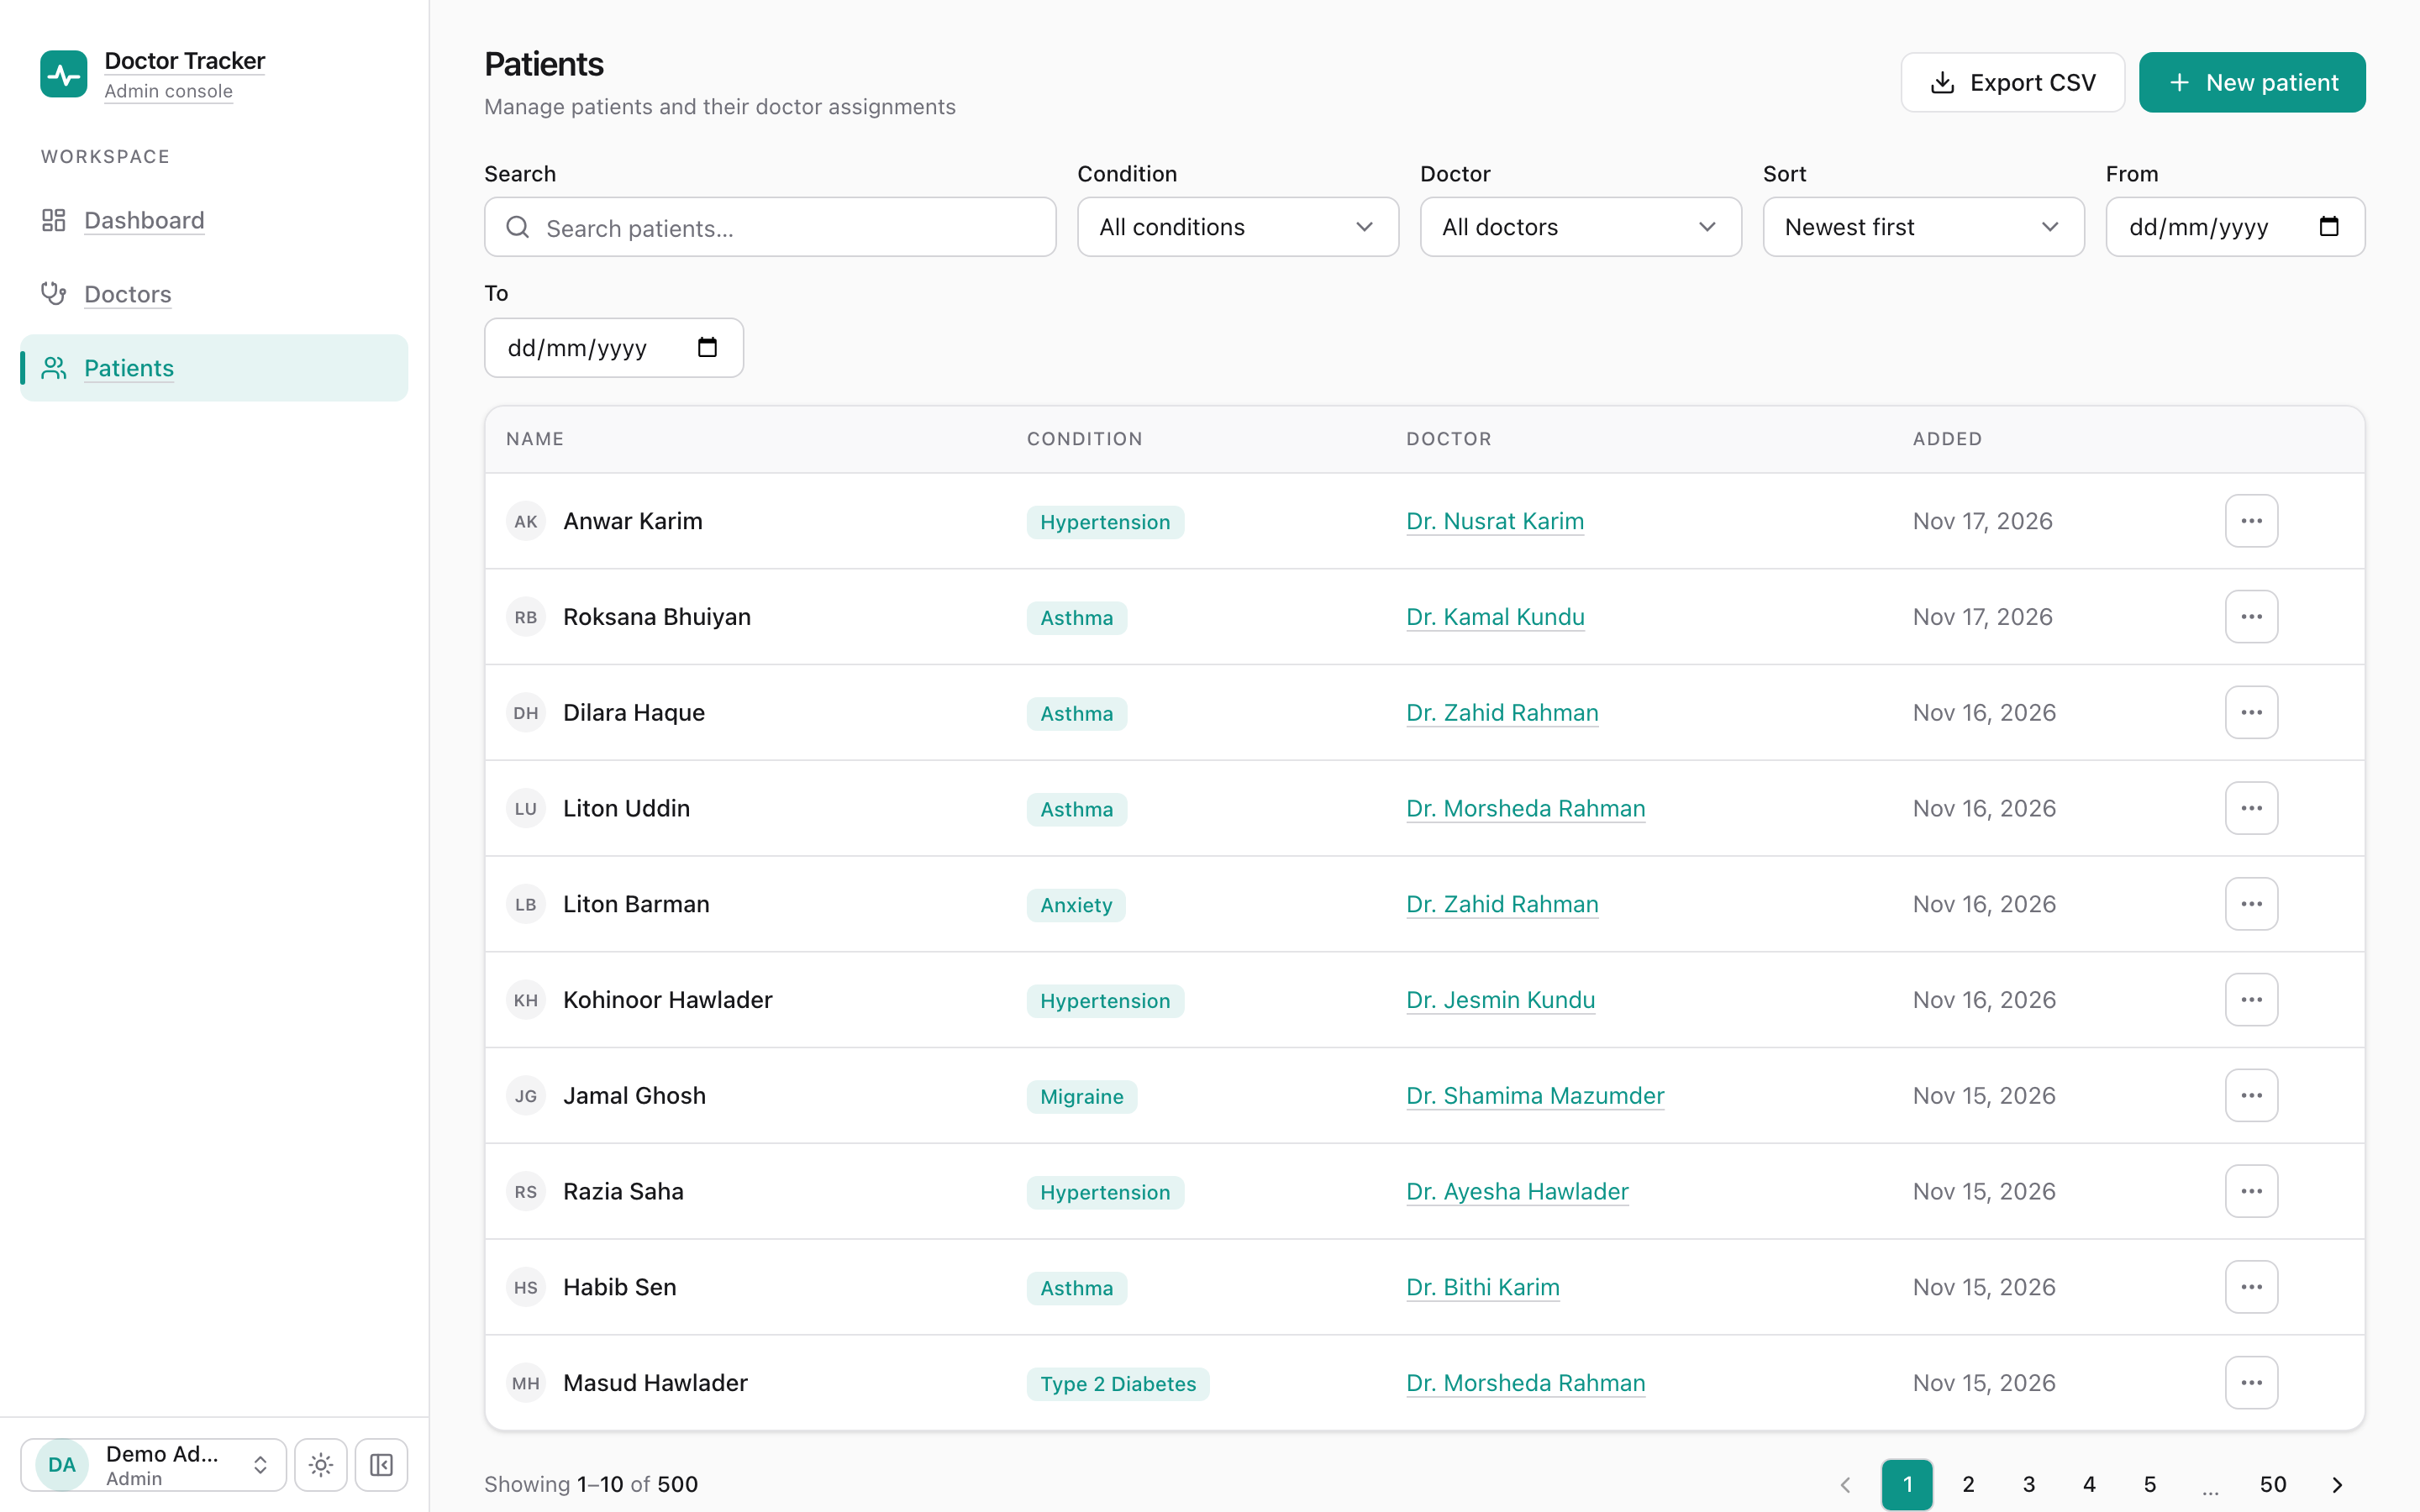 Doctor Tracker
Admin console
WORKSPACE
Dashboard
Doctors
Patients
DA
Demo Ad...
Admin
Patients
Manage patients and their doctor assignments
Export CSV
New patient
Search
Condition
Doctor
Sort
From
Search patients...
All conditions
All doctors
Newest first
dd/mm/yyyy
To
dd/mm/yyyy
NAME CONDITION DOCTOR ADDED
AK Anwar Karim Hypertension Dr. Nusrat Karim Nov 17, 2026
RB Roksana Bhuiyan Asthma Dr. Kamal Kundu Nov 17, 2026
DH Dilara Haque Asthma Dr. Zahid Rahman Nov 16, 2026
LU Liton Uddin Asthma Dr. Morsheda Rahman Nov 16, 2026
LB Liton Barman Anxiety Dr. Zahid Rahman Nov 16, 2026
KH Kohinoor Hawlader Hypertension Dr. Jesmin Kundu Nov 16, 2026
JG Jamal Ghosh Migraine Dr. Shamima Mazumder Nov 15, 2026
RS Razia Saha Hypertension Dr. Ayesha Hawlader Nov 15, 2026
HS Habib Sen Asthma Dr. Bithi Karim Nov 15, 2026
MH Masud Hawlader Type 2 Diabetes Dr. Morsheda Rahman Nov 15, 2026
Showing 1–10 of 500
1 2 3 4 5 ... 50